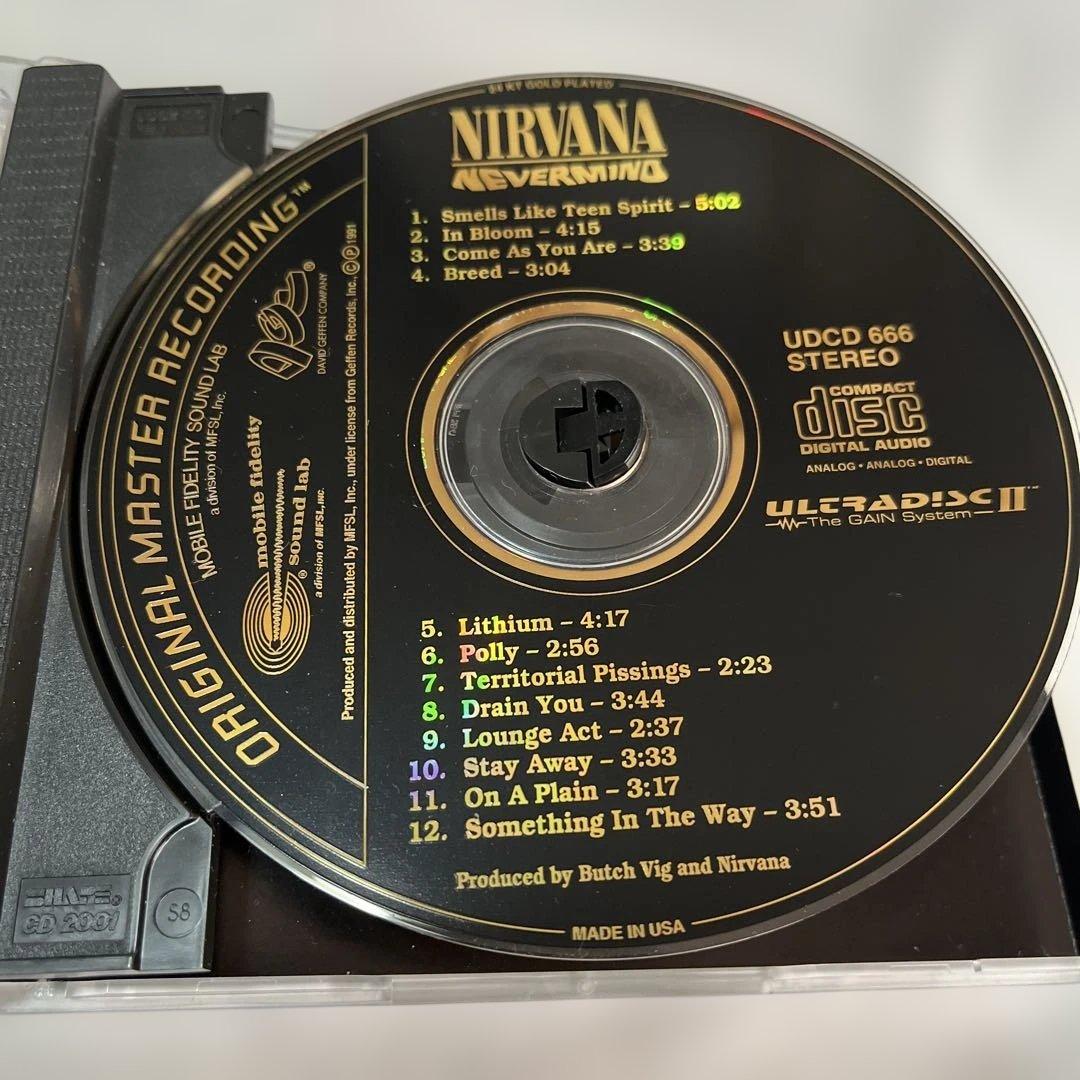 24 KT GOLD PLATED
NIRVANA
NEVERMIND
1. Smells Like Teen Spirit – 5:02
2. In Bloom – 4:15
3. Come As You Are – 3:39
4. Breed – 3:04
ORIGINAL MASTER RECORDING™
MOBILE FIDELITY SOUND LAB
a division of MFSL, Inc.
DGC®
DAVID GEFFEN COMPANY
mobile fidelity
sound lab®
a division of MFSL, INC.
Produced and distributed by MFSL, Inc., under license from Geffen Records, Inc., ©℗ 1991
UDCD 666
STEREO
COMPACT
disc
DIGITAL AUDIO
ANALOG • ANALOG • DIGITAL
ULTRADISC II™
The GAIN System
5. Lithium – 4:17
6. Polly – 2:56
7. Territorial Pissings – 2:23
8. Drain You – 3:44
9. Lounge Act – 2:37
10. Stay Away – 3:33
11. On A Plain – 3:17
12. Something In The Way – 3:51
Produced by Butch Vig and Nirvana
MADE IN USA
CD 2001
S8